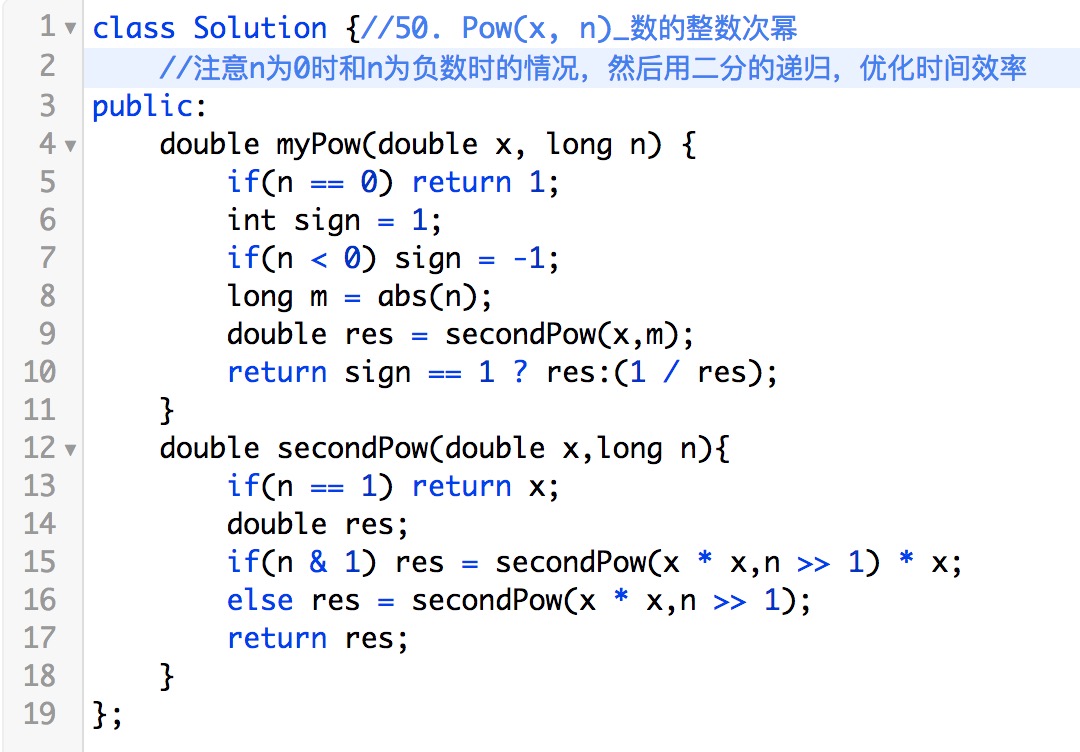 1 class Solution {//50. Pow(x, n)_数的整数次幂
2     //注意n为0时和n为负数时的情况，然后用二分的递归，优化时间效率
3 public:
4     double myPow(double x, long n) {
5         if(n == 0) return 1;
6         int sign = 1;
7         if(n < 0) sign = -1;
8         long m = abs(n);
9         double res = secondPow(x,m);
10         return sign == 1 ? res:(1 / res);
11     }
12     double secondPow(double x,long n){
13         if(n == 1) return x;
14         double res;
15         if(n & 1) res = secondPow(x * x,n >> 1) * x;
16         else res = secondPow(x * x,n >> 1);
17         return res;
18     }
19 };